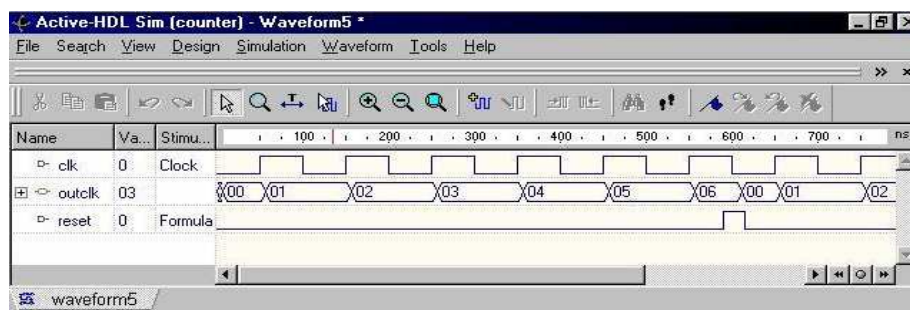 Active-HDL Sim (counter) - Waveform5 *
File Search View Design Simulation Waveform Tools Help
Name Va... Stimu... 100 200 300 400 500 600 700 ns
clk 0 Clock
outclk 03 00 01 02 03 04 05 06 00 01 02
reset 0 Formula
waveform5